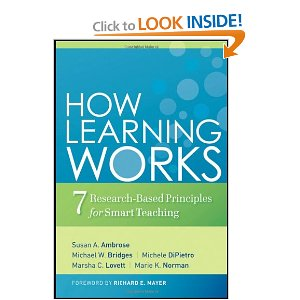 Click to LOOK INSIDE!
HOW
LEARNING
WORKS
7 Research-Based Principles
for Smart Teaching
Susan A. Ambrose
Michael W. Bridges | Michele DiPietro
Marsha C. Lovett | Marie K. Norman
FOREWORD BY RICHARD E. MAYER